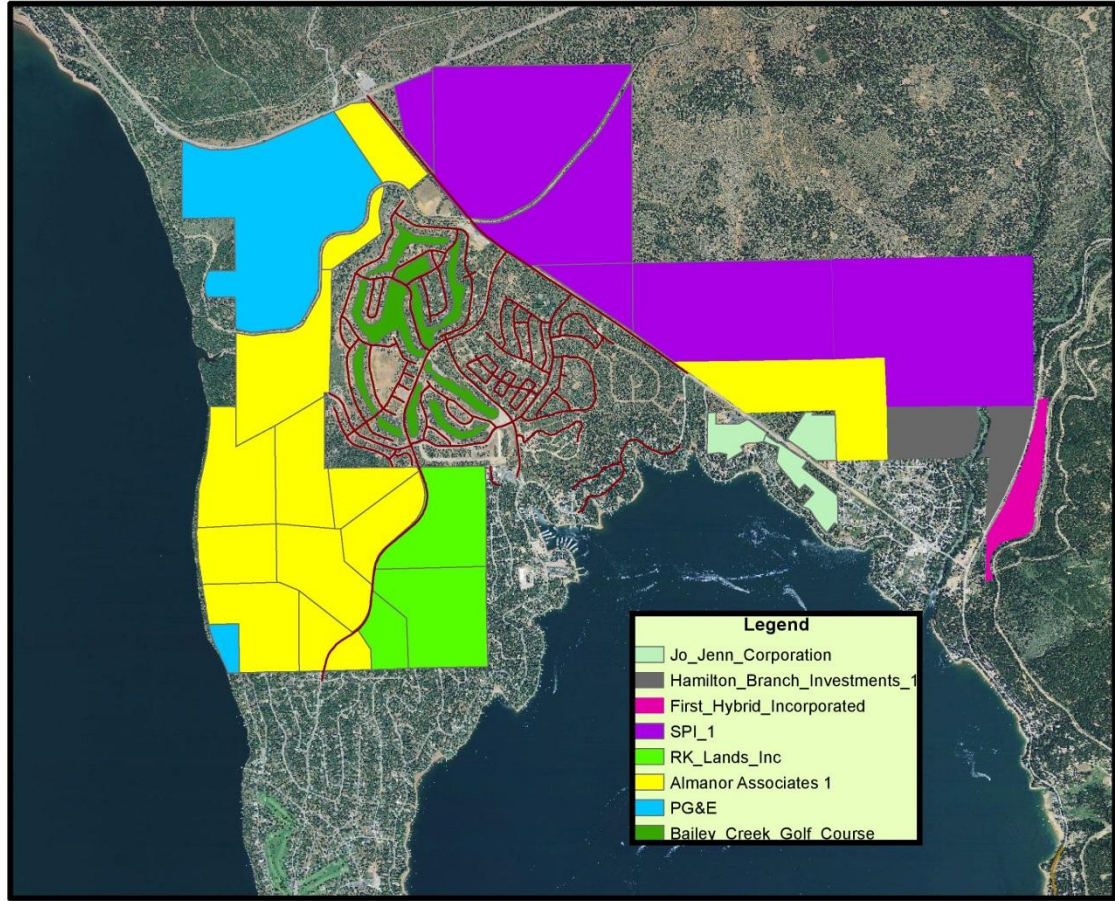 Legend
Jo_Jenn_Corporation
Hamilton_Branch_Investments_1
First_Hybrid_Incorporated
SPI_1
RK_Lands_Inc
Almanor Associates 1
PG&E
Bailey_Creek_Golf_Course